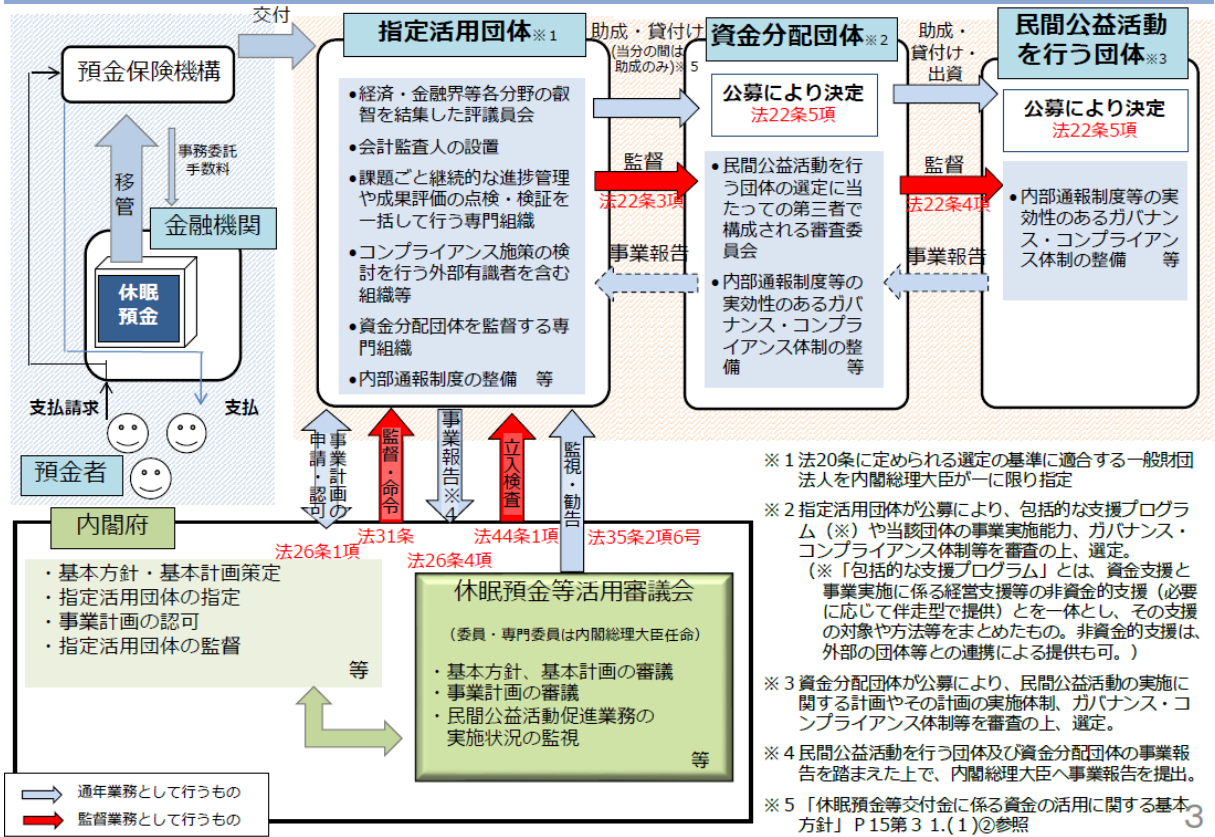 交付
預金保険機構
事務委託
手数料
移管
金融機関
休眠
預金
支払請求
支払
預金者
指定活用団体※1
•経済・金融界等各分野の叡
智を結集した評議員会
•会計監査人の設置
•課題ごと継続的な進捗管理
や成果評価の点検・検証を
一括して行う専門組織
•コンプライアンス施策の検
討を行う外部有識者を含む
組織等
•資金分配団体を監督する専
門組織
•内部通報制度の整備　等
助成・貸付け
(当分の間は
助成のみ)※5
監督
法22条3項
事業報告
資金分配団体※2
公募により決定
法22条5項
•民間公益活動を行
う団体の選定に当
たっての第三者で
構成される審査委
員会
•内部通報制度等の
実効性のあるガバ
ナンス・コンプラ
イアンス体制の整
備　等
助成・
貸付け・
出資
監督
法22条4項
事業報告
民間公益活動
を行う団体※3
公募により決定
法22条5項
•内部通報制度等の実
効性のあるガバナン
ス・コンプライアン
ス体制の整備　等
事業計画の
申請・認可
法26条1項
監督・命令
法31条
事業報告※4
法26条4項
立入検査
法44条1項
監視・勧告
法35条2項6号
内閣府
・基本方針・基本計画策定
・指定活用団体の指定
・事業計画の認可
・指定活用団体の監督
等
休眠預金等活用審議会
（委員・専門委員は内閣総理大臣任命）
・基本方針、基本計画の審議
・事業計画の審議
・民間公益活動促進業務の
実施状況の監視
等
通年業務として行うもの
監督業務として行うもの
※1 法20条に定められる選定の基準に適合する一般財団
法人を内閣総理大臣が一に限り指定
※2 指定活用団体が公募により、包括的な支援プログラ
ム（※）や当該団体の事業実施能力、ガバナンス・
コンプライアンス体制等を審査の上、選定。
（※「包括的な支援プログラム」とは、資金支援と
事業実施に係る経営支援等の非資金的支援（必要
に応じて伴走型で提供）とを一体とし、その支援
の対象や方法等をまとめたもの。非資金的支援は、
外部の団体等との連携による提供も可。）
※3 資金分配団体が公募により、民間公益活動の実施に
関する計画やその計画の実施体制、ガバナンス・コ
ンプライアンス体制等を審査の上、選定。
※4 民間公益活動を行う団体及び資金分配団体の事業報
告を踏まえた上で、内閣総理大臣へ事業報告を提出。
※5 「休眠預金等交付金に係る資金の活用に関する基本
方針」P15第3 1.(1)②参照
3